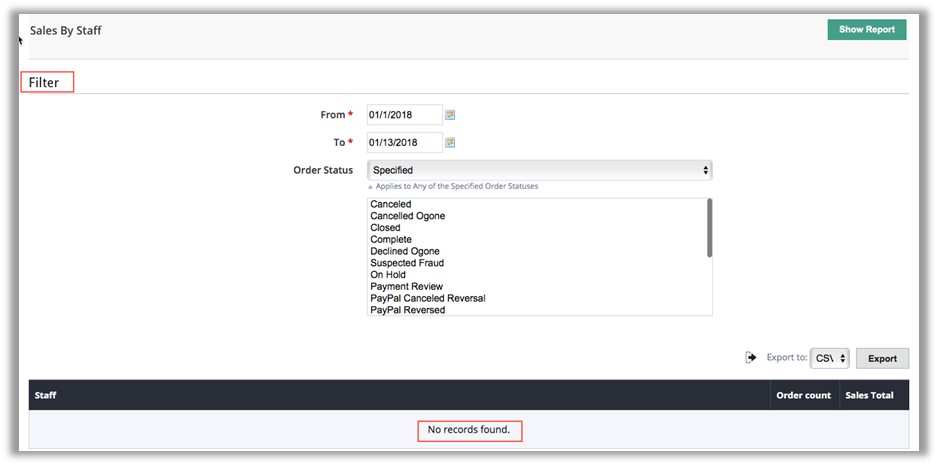 Sales By Staff
Show Report
Filter
From *
01/1/2018
To *
01/13/2018
Order Status
Specified
Applies to Any of the Specified Order Statuses
Canceled
Cancelled Ogone
Closed
Complete
Declined Ogone
Suspected Fraud
On Hold
Payment Review
PayPal Canceled Reversal
PayPal Reversed
Export to:
CSV
Export
Staff
Order count
Sales Total
No records found.